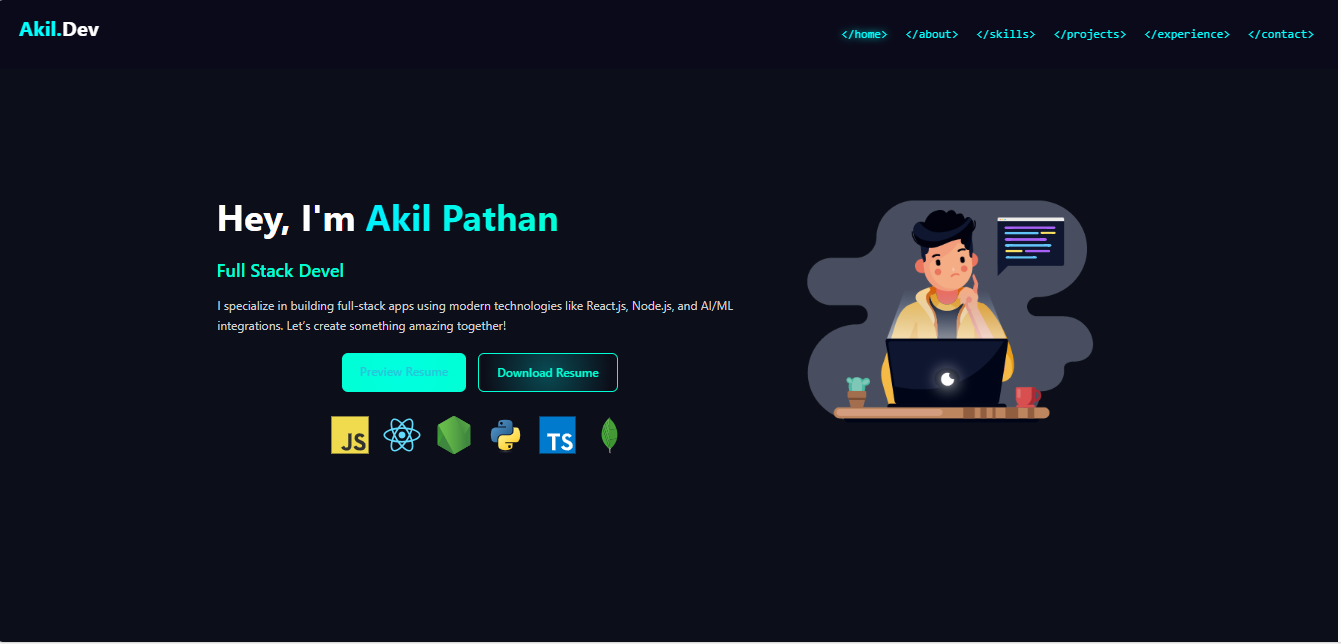 Akil.Dev
</home> </about> </skills> </projects> </experience> </contact>
Hey, I'm Akil Pathan
Full Stack Devel
I specialize in building full-stack apps using modern technologies like React.js, Node.js, and AI/ML
integrations. Let’s create something amazing together!
Preview Resume Download Resume
JS TS